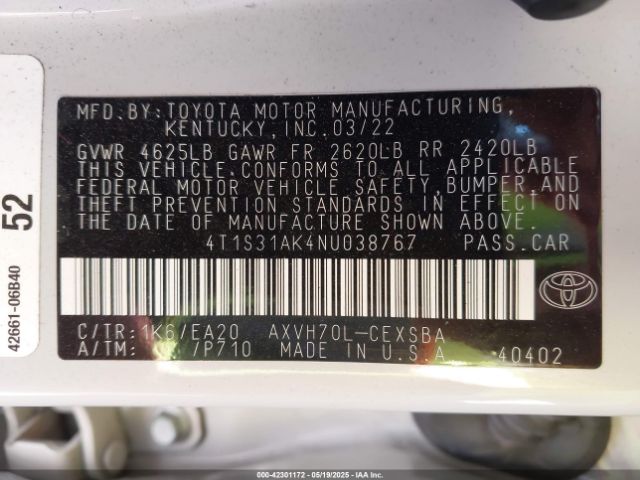 MFD.BY:TOYOTA MOTOR MANUFACTURING,
KENTUCKY,INC.03/22
GVWR 4625LB GAWR FR 2620LB RR 2420LB
THIS VEHICLE CONFORMS TO ALL APPLICABLE
FEDERAL MOTOR VEHICLE SAFETY,BUMPER,AND
THEFT PREVENTION STANDARDS IN EFFECT ON
THE DATE OF MANUFACTURE SHOWN ABOVE.
4T1S31AK4NU038767 PASS.CAR
C/TR:1K6/EA20 AXVH70L-CEXSBA
A/TM: /P710 MADE IN U.S.A 40402
52
42661-06B40
00-42301172 - 05/19/2025 - IAAI.COM